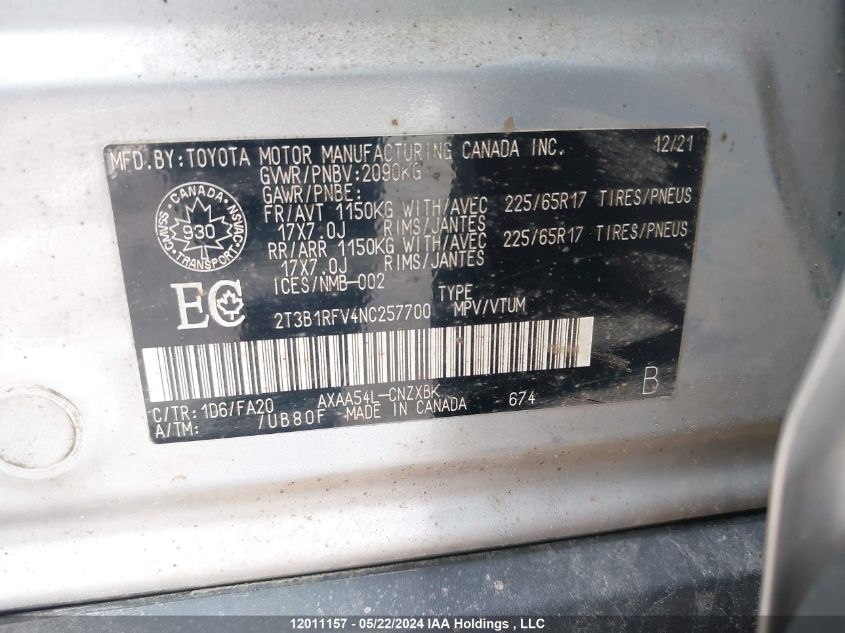 MFD.BY:TOYOTA MOTOR MANUFACTURING CANADA INC. 12/21
GVWR/PNBV:2090KG
GAWR/PNBE:
FR/AVT 1150KG WITH/AVEC 225/65R17 TIRES/PNEUS
17X7.0J RIMS/JANTES
RR/ARR 1150KG WITH/AVEC 225/65R17 TIRES/PNEUS
17X7.0J RIMS/JANTES
ICES/NMB-002
CANADA
CMVSS 930 NSVAC
TRANSPORT
EC
TYPE
2T3B1RFV4NC257700 MPV/VTUM
C/TR: 1D6/FA20 AXAA54L-CNZXBK 674 B
A/TM: /UB80F MADE IN CANADA
12011157 - 05/22/2024 IAA Holdings , LLC